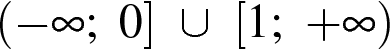 (−∞; 0] ∪ [1; +∞)